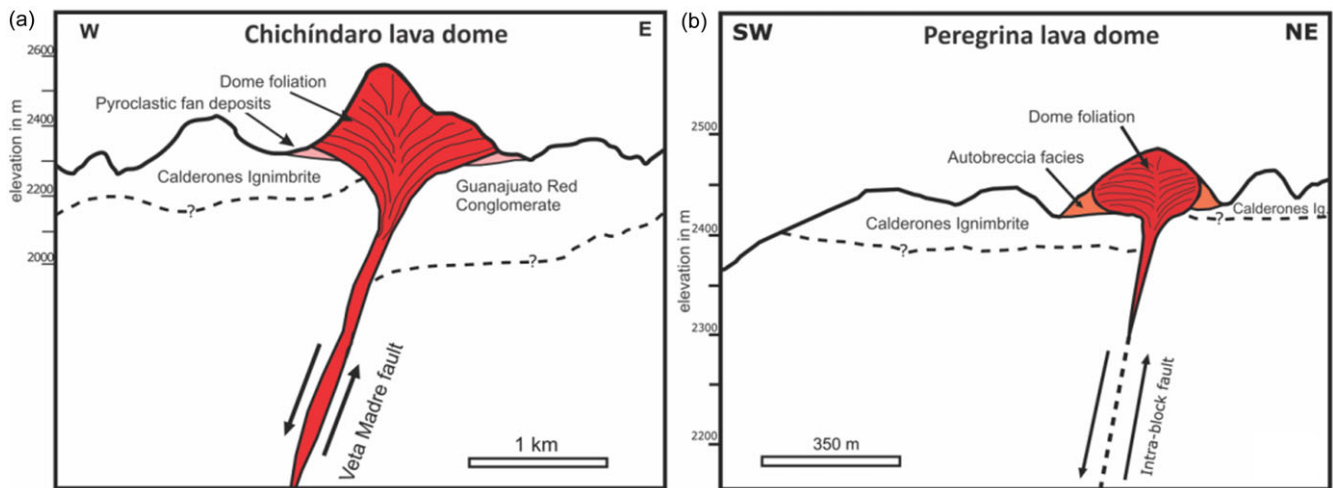 (a)
W
Chichíndaro lava dome
E
elevation in m
2600
2400
2200
2000
Dome foliation
Pyroclastic fan deposits
Calderones Ignimbrite
Guanajuato Red
Conglomerate
?
?
Veta Madre fault
1 km
(b)
SW
Peregrina lava dome
NE
elevation in m
2500
2400
2300
2200
Dome foliation
Autobreccia facies
Calderones Ignimbrite
Calderones Ig.
?
?
Intra-block fault
350 m